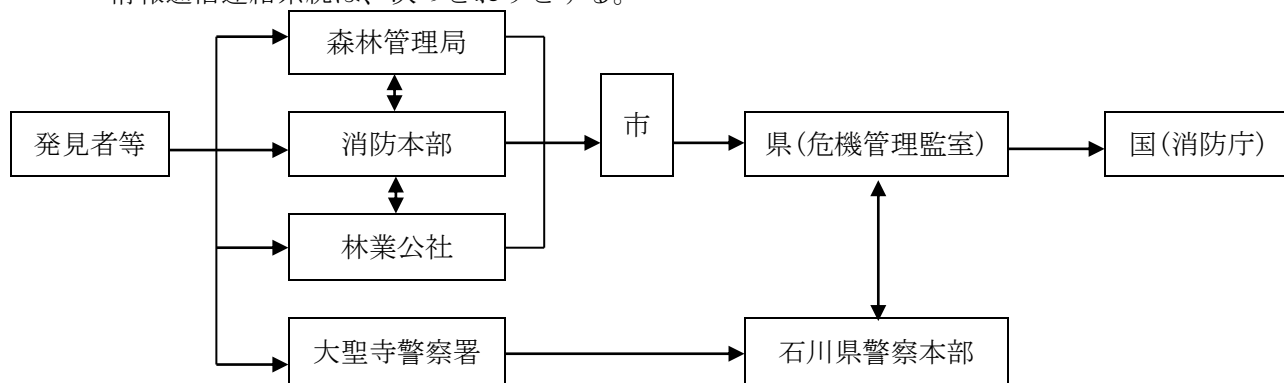 情報通信連絡系統は、次のとおりとする。
森林管理局
発見者等
消防本部
市
県(危機管理監室)
国(消防庁)
林業公社
大聖寺警察署
石川県警察本部